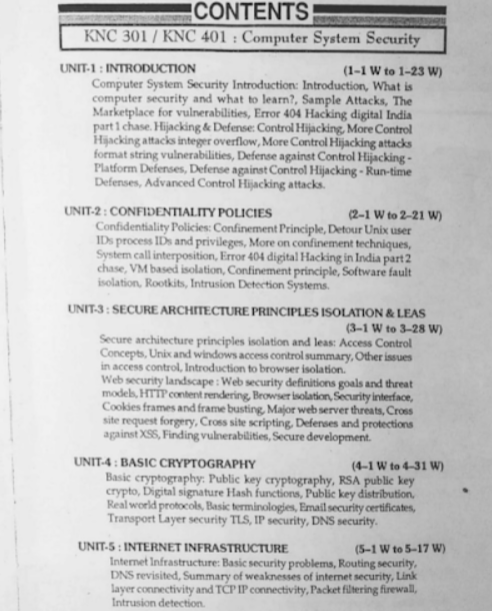 CONTENTS
KNC 301 / KNC 401 : Computer System Security
UNIT-1 : INTRODUCTION (1–1 W to 1–23 W)
Computer System Security Introduction: Introduction, What is
computer security and what to learn?, Sample Attacks, The
Marketplace for vulnerabilities, Error 404 Hacking digital India
part 1 chase. Hijacking & Defense: Control Hijacking, More Control
Hijacking attacks integer overflow, More Control Hijacking attacks
format string vulnerabilities, Defense against Control Hijacking -
Platform Defenses, Defense against Control Hijacking - Run-time
Defenses, Advanced Control Hijacking attacks.
UNIT-2 : CONFIDENTIALITY POLICIES (2–1 W to 2–21 W)
Confidentiality Policies: Confinement Principle, Detour Unix user
IDs process IDs and privileges, More on confinement techniques,
System call interposition, Error 404 digital Hacking in India part 2
chase, VM based isolation, Confinement principle, Software fault
isolation, Rootkits, Intrusion Detection Systems.
UNIT-3 : SECURE ARCHITECTURE PRINCIPLES ISOLATION & LEAS
(3–1 W to 3–28 W)
Secure architecture principles isolation and leas: Access Control
Concepts, Unix and windows access control summary, Other issues
in access control, Introduction to browser isolation.
Web security landscape : Web security definitions goals and threat
models, HTTP content rendering, Browser isolation, Security interface,
Cookies frames and frame busting, Major web server threats, Cross
site request forgery, Cross site scripting, Defenses and protections
against XSS, Finding vulnerabilities, Secure development.
UNIT-4 : BASIC CRYPTOGRAPHY (4–1 W to 4–31 W)
Basic cryptography: Public key cryptography, RSA public key
crypto, Digital signature Hash functions, Public key distribution,
Real world protocols, Basic terminologies, Email security certificates,
Transport Layer security TLS, IP security, DNS security.
UNIT-5 : INTERNET INFRASTRUCTURE (5–1 W to 5–17 W)
Internet Infrastructure: Basic security problems, Routing security,
DNS revisited, Summary of weaknesses of internet security, Link
layer connectivity and TCP IP connectivity, Packet filtering firewall,
Intrusion detection.